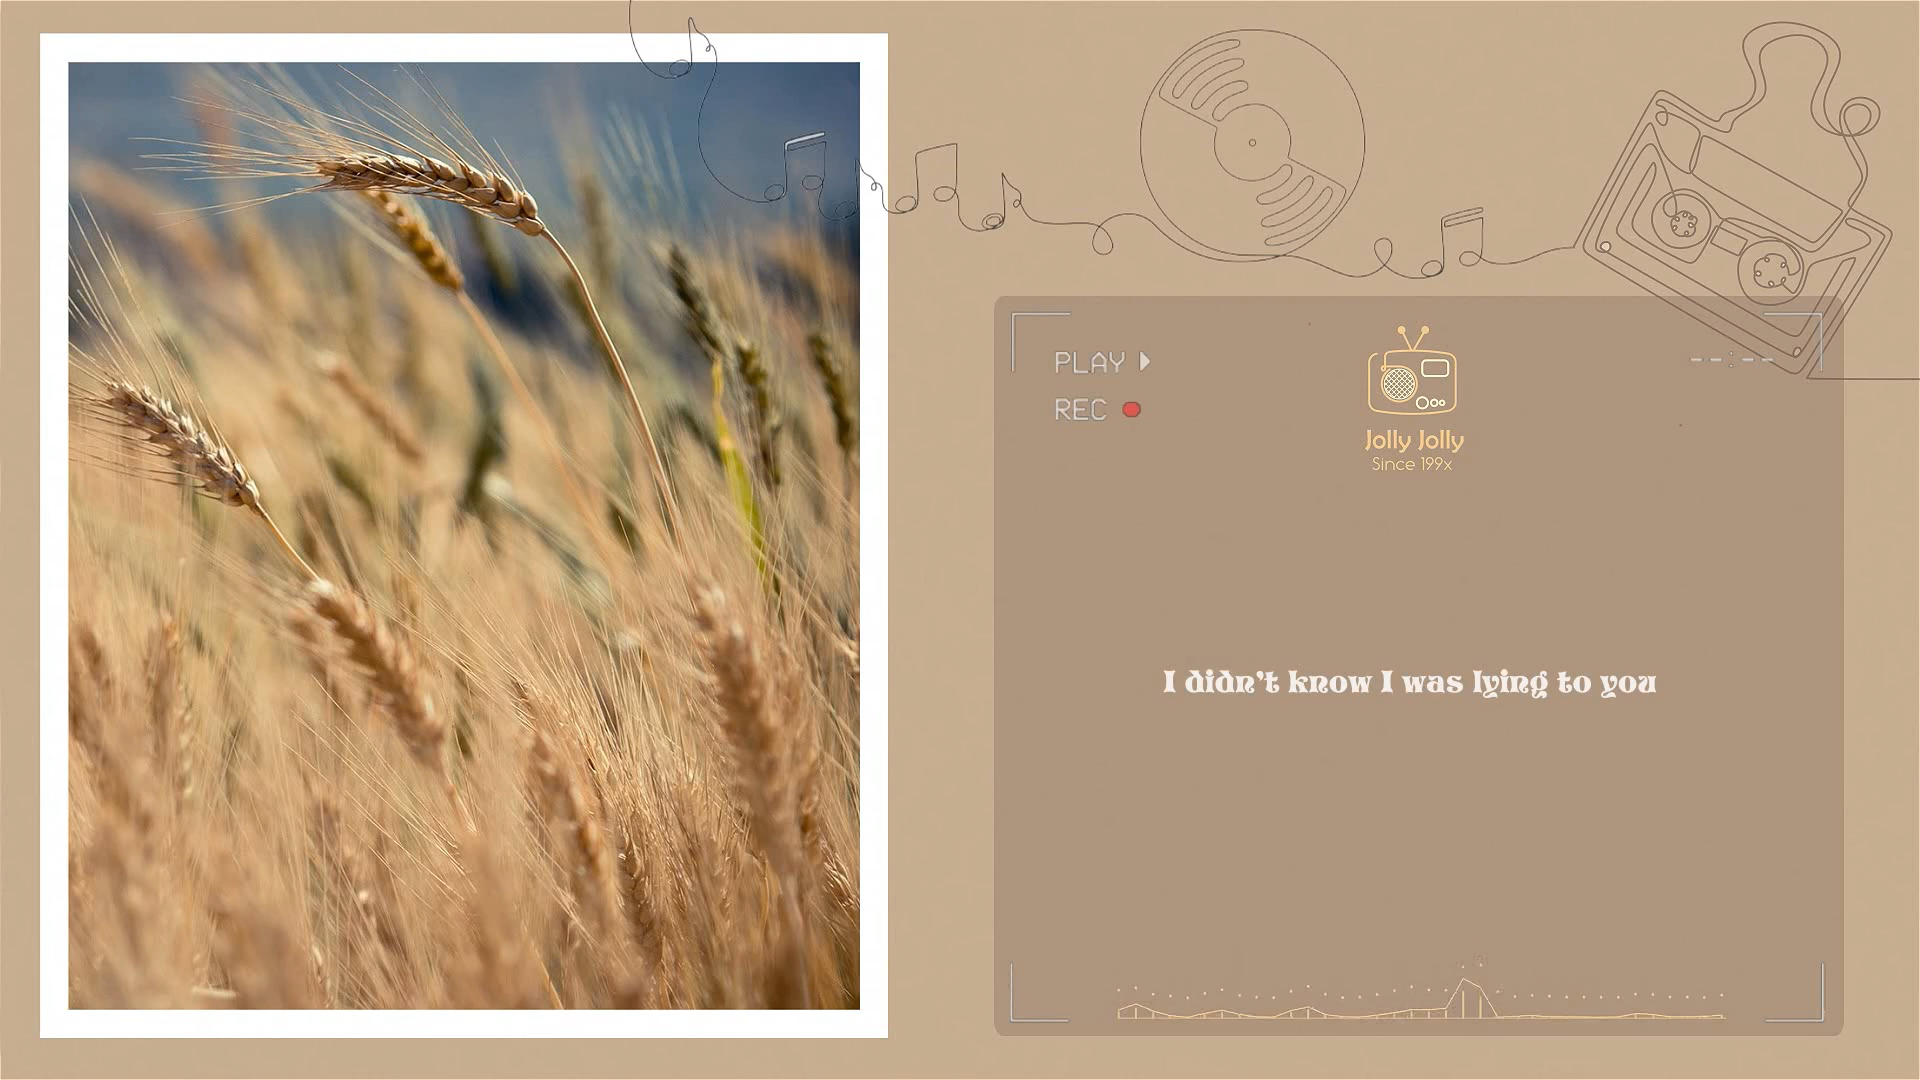 PLAY
REC
--:--
Jolly Jolly
Since 199x
I didn't know I was lying to you